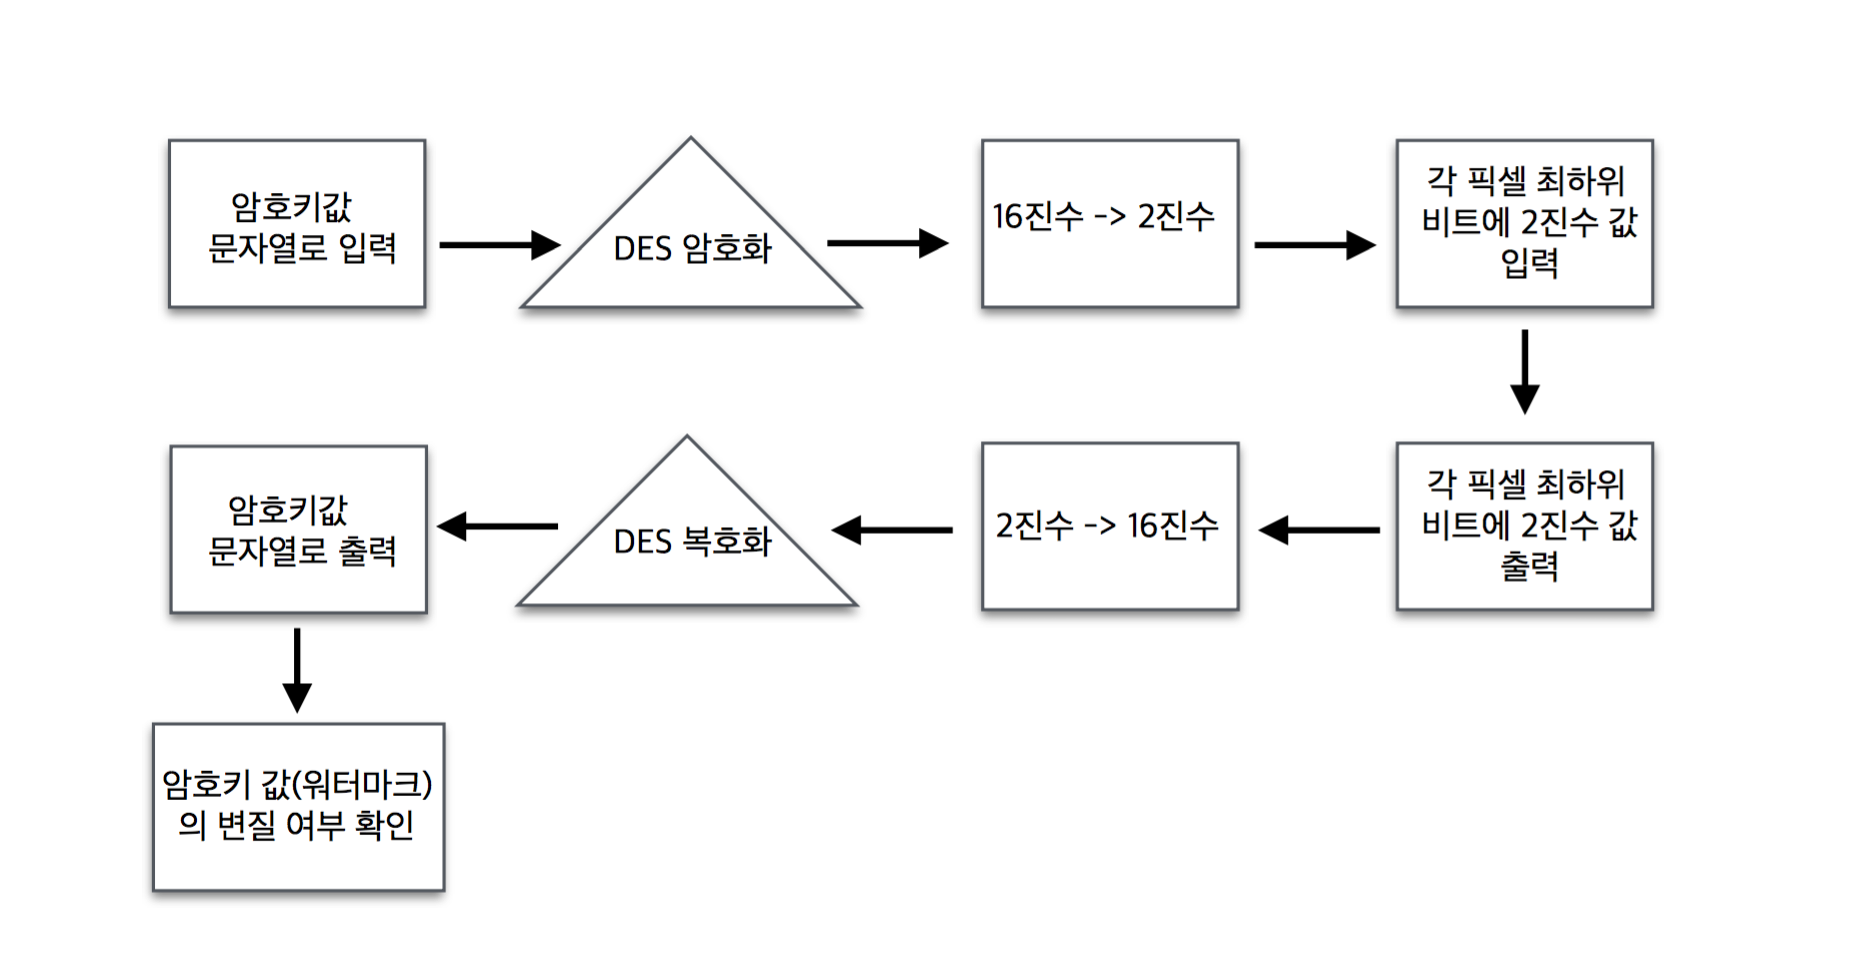 암호키값
문자열로 입력
DES 암호화
16진수 -> 2진수
각 픽셀 최하위
비트에 2진수 값
입력
각 픽셀 최하위
비트에 2진수 값
출력
2진수 -> 16진수
DES 복호화
암호키값
문자열로 출력
암호키 값(워터마크)
의 변질 여부 확인